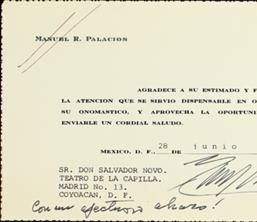 MANUEL R. PALACIOS
AGRADECE A SU ESTIMADO Y F
LA ATENCION QUE SE SIRVIO DISPENSARLE EN O
SU ONOMASTICO, Y APROVECHA LA OPORTUNI
ENVIARLE UN CORDIAL SALUDO.
MEXICO, D. F., 28 DE junio
SR. DON SALVADOR NOVO.
TEATRO DE LA CAPILLA.
MADRID No. 13.
COYOACAN, D. F.
Con un afectuoso abrazo!